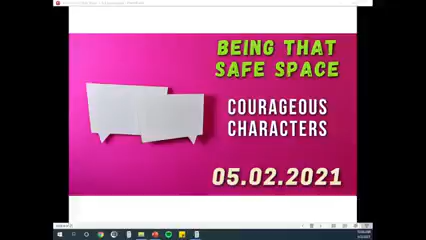 BEING THAT
SAFE SPACE
COURAGEOUS
CHARACTERS
05.02.2021